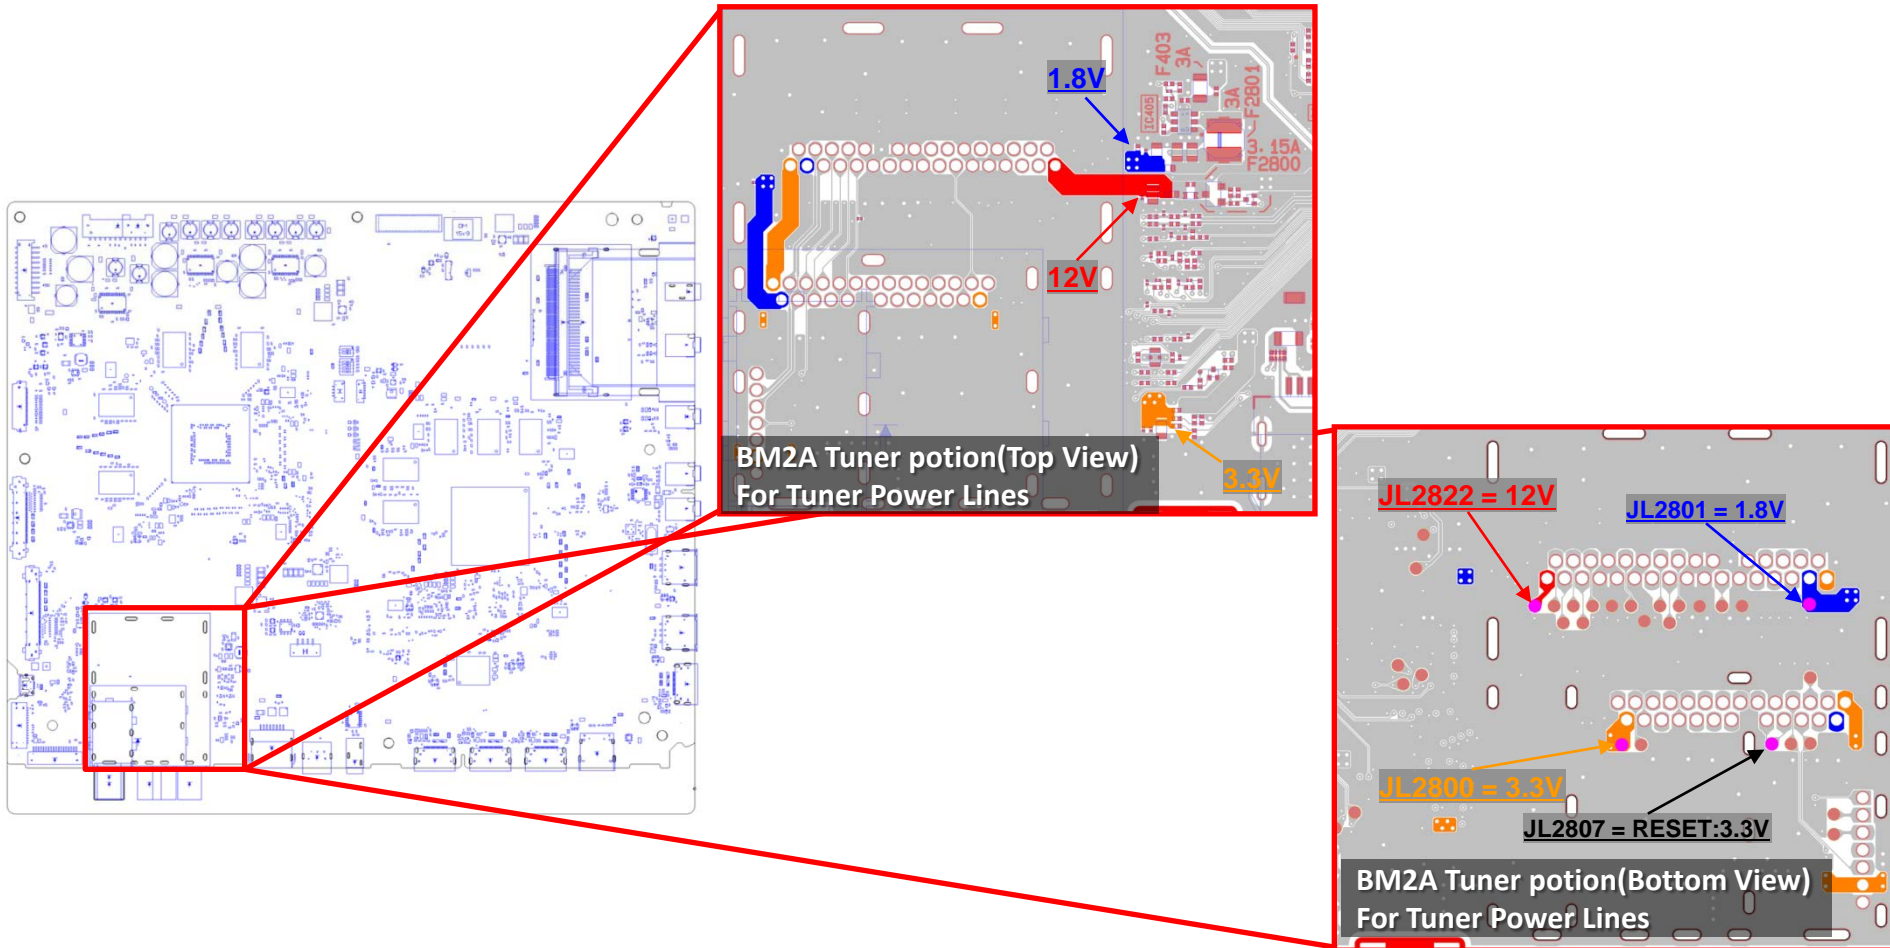 1.8V
F403
3A
IC405
3A
F2801
3.15A
F2800
12V
3.3V
BM2A Tuner potion(Top View)
For Tuner Power Lines
JL2822 = 12V
JL2801 = 1.8V
JL2800 = 3.3V
JL2807 = RESET:3.3V
BM2A Tuner potion(Bottom View)
For Tuner Power Lines